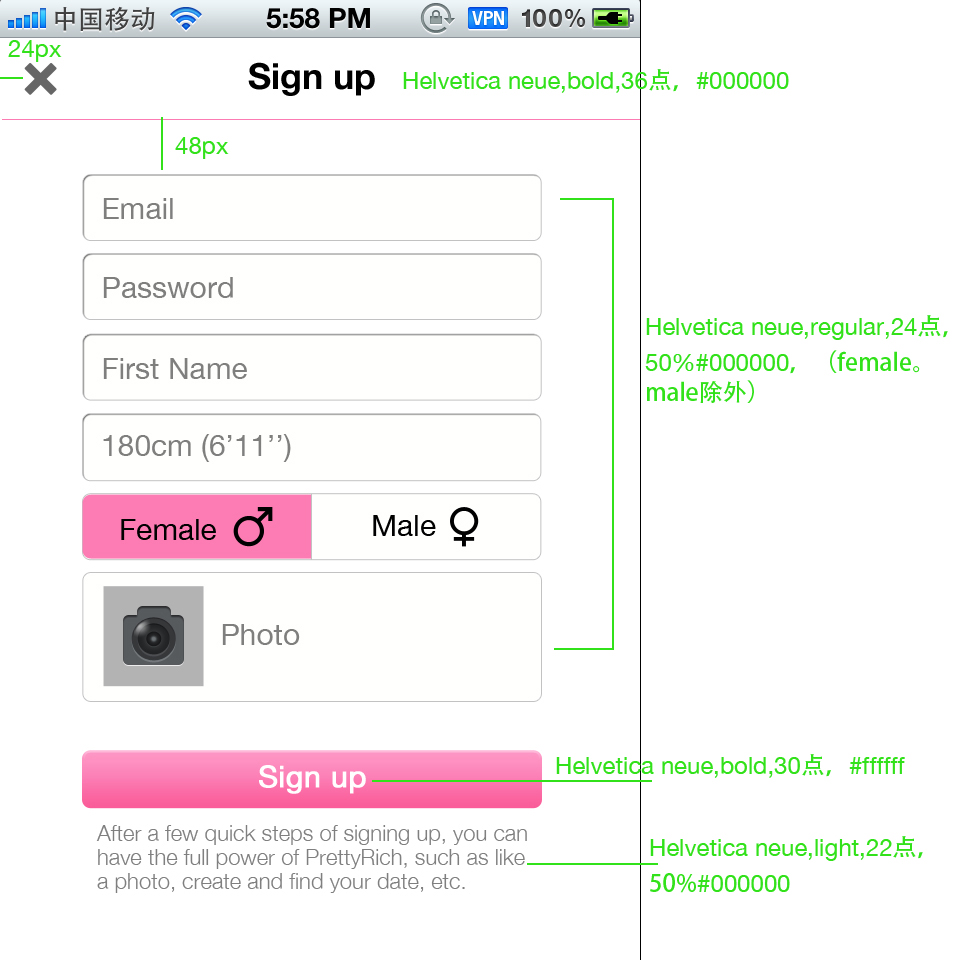 中国移动 5:58 PM VPN 100%
24px
Sign up Helvetica neue,bold,36点，#000000
48px
Email
Password
Helvetica neue,regular,24点,
50%#000000，（female。
male除外）
First Name
180cm (6’11’’)
Female Male
Photo
Sign up Helvetica neue,bold,30点，#ffffff
After a few quick steps of signing up, you can
have the full power of PrettyRich, such as like
a photo, create and find your date, etc.
Helvetica neue,light,22点,
50%#000000